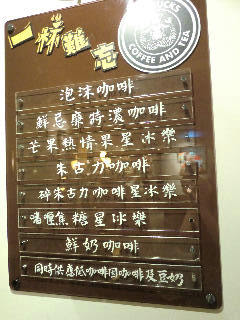 一杯難忘
BUCKS
COFFEE AND TEA
泡沫咖啡
鮮忌廉特濃咖啡
芒果熱情果星冰樂
朱古力咖啡
碎朱古力咖啡星冰樂
焦糖星冰樂
鮮奶咖啡
同時供應低咖啡因咖啡及豆奶